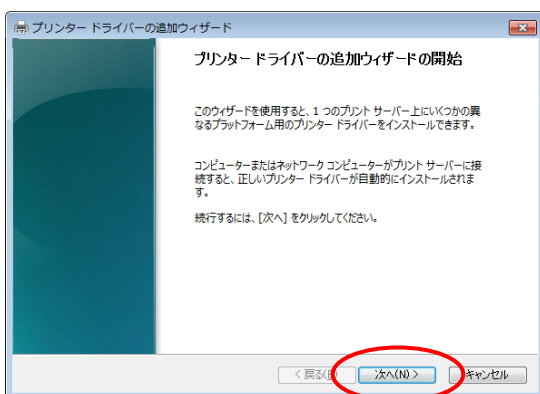 プリンター ドライバーの追加ウィザード
プリンター ドライバーの追加ウィザードの開始
このウィザードを使用すると、1 つのプリント サーバー上にいくつかの異
なるプラットフォーム用のプリンター ドライバーをインストールできます。
コンピューターまたはネットワーク コンピューターがプリント サーバーに接
続すると、正しいプリンター ドライバーが自動的にインストールされま
す。
続行するには、[次へ] をクリックしてください。
< 戻る(B) 次へ(N) > キャンセル